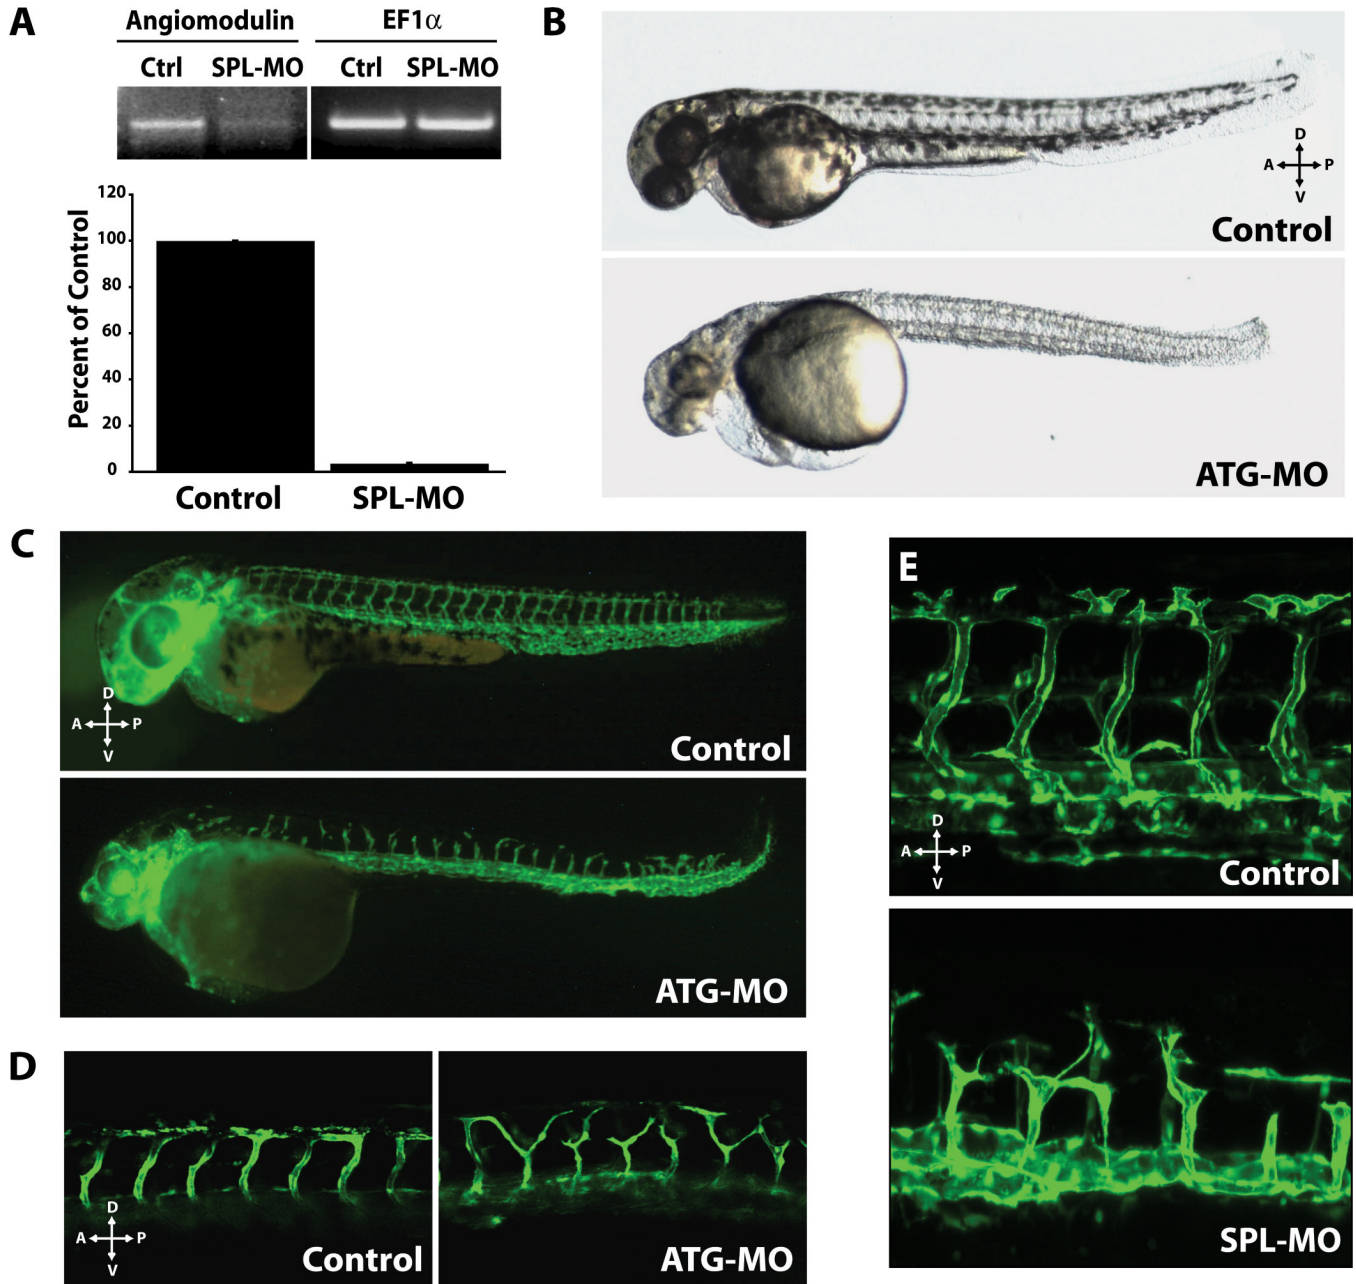 A
Angiomodulin EF1α
Ctrl SPL-MO Ctrl SPL-MO
Percent of Control
120
100
80
60
40
20
0
Control SPL-MO
B
D
A P
V
Control
ATG-MO
C
D
A P
V
Control
ATG-MO
D
D
A P
V
Control
ATG-MO
E
D
A P
V
Control
SPL-MO